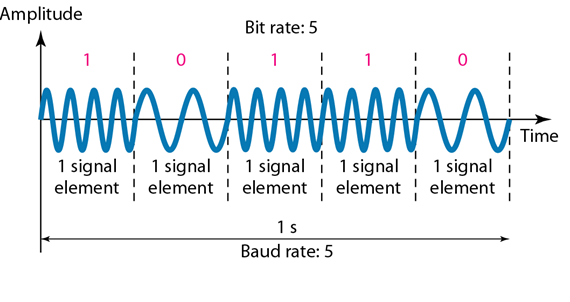 Amplitude
Bit rate: 5
1 0 1 1 0
Time
1 signal element 1 signal element 1 signal element 1 signal element 1 signal element
1 s
Baud rate: 5